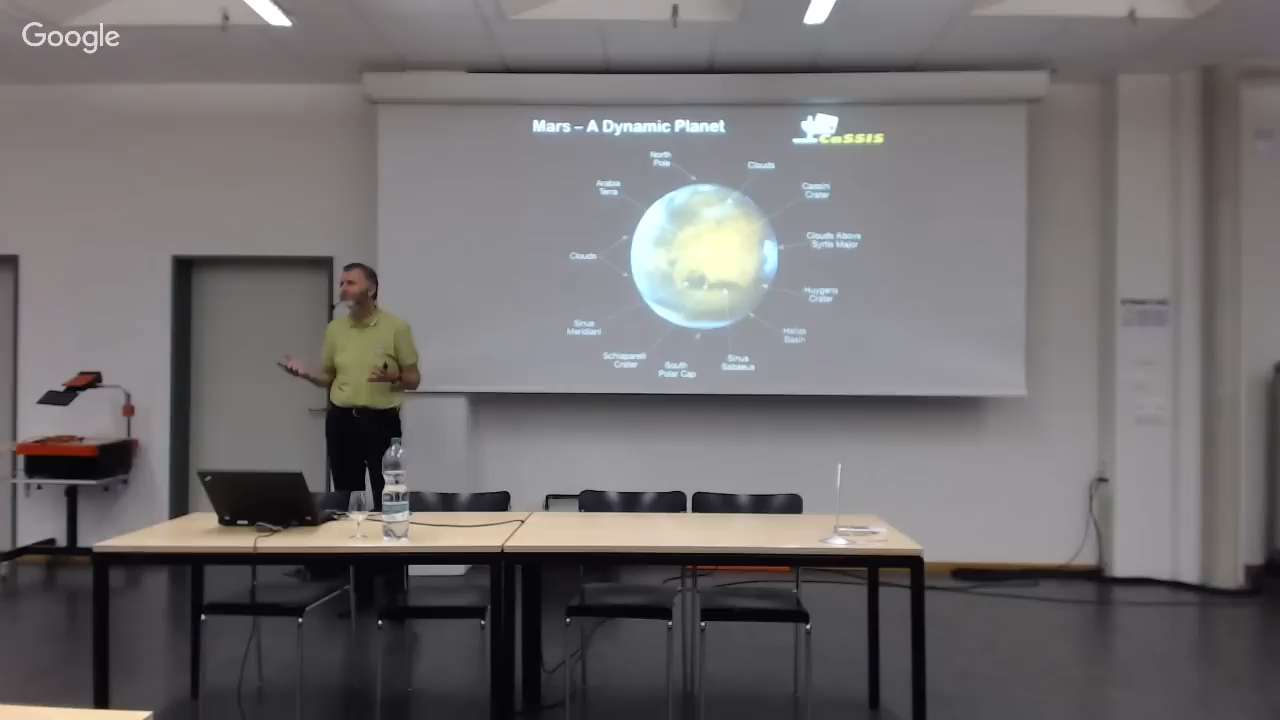 Google
Mars – A Dynamic Planet
CaSSIS
North
Pole
Clouds
Arabia
Terra
Cassini
Crater
Clouds Above
Syrtis Major
Clouds
Huygens
Crater
Sinus
Meridiani
Hellas
Basin
Schiaparelli
Crater
South
Polar Cap
Sinus
Sabaeus